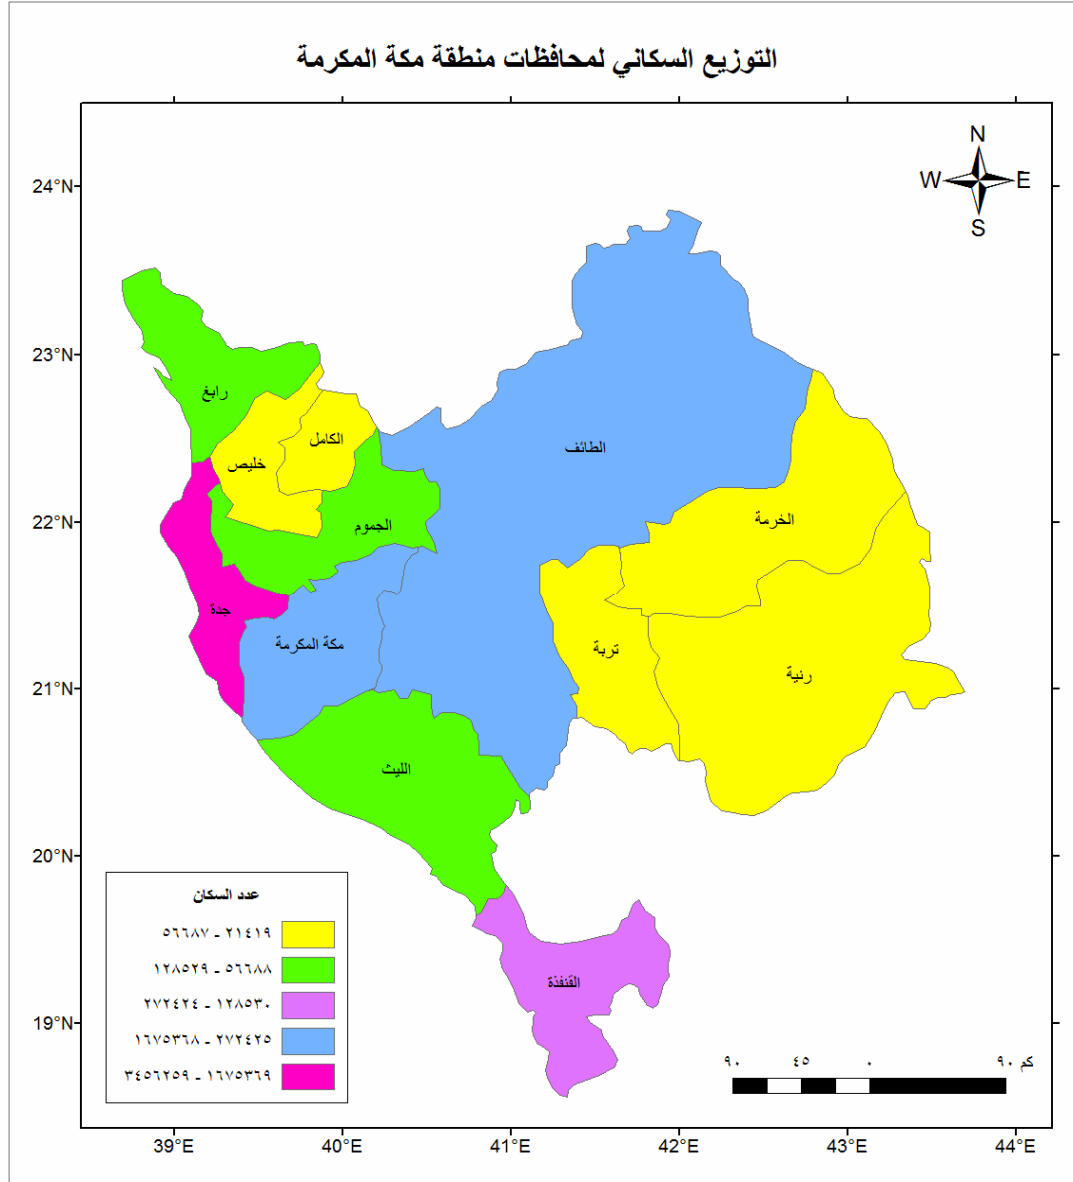 التوزيع السكاني لمحافظات منطقة مكة المكرمة
N
W E
S
24°N
23°N
22°N
21°N
20°N
19°N
رابغ
الكامل
خليص
الطائف
الجموم
الخرمة
جدة
مكة المكرمة
تربة
رنية
الليث
القنفذة
عدد السكان
٢١٤١٩ - ٥٦٦٨٧
٥٦٦٨٨ - ١٢٨٥٢٩
١٢٨٥٣٠ - ٢٧٢٤٢٤
٢٧٢٤٢٥ - ١٦٧٥٣٦٨
١٦٧٥٣٦٩ - ٣٤٥٦٢٥٩
٩٠ ٤٥ ٠ ٩٠ كم
39°E 40°E 41°E 42°E 43°E 44°E